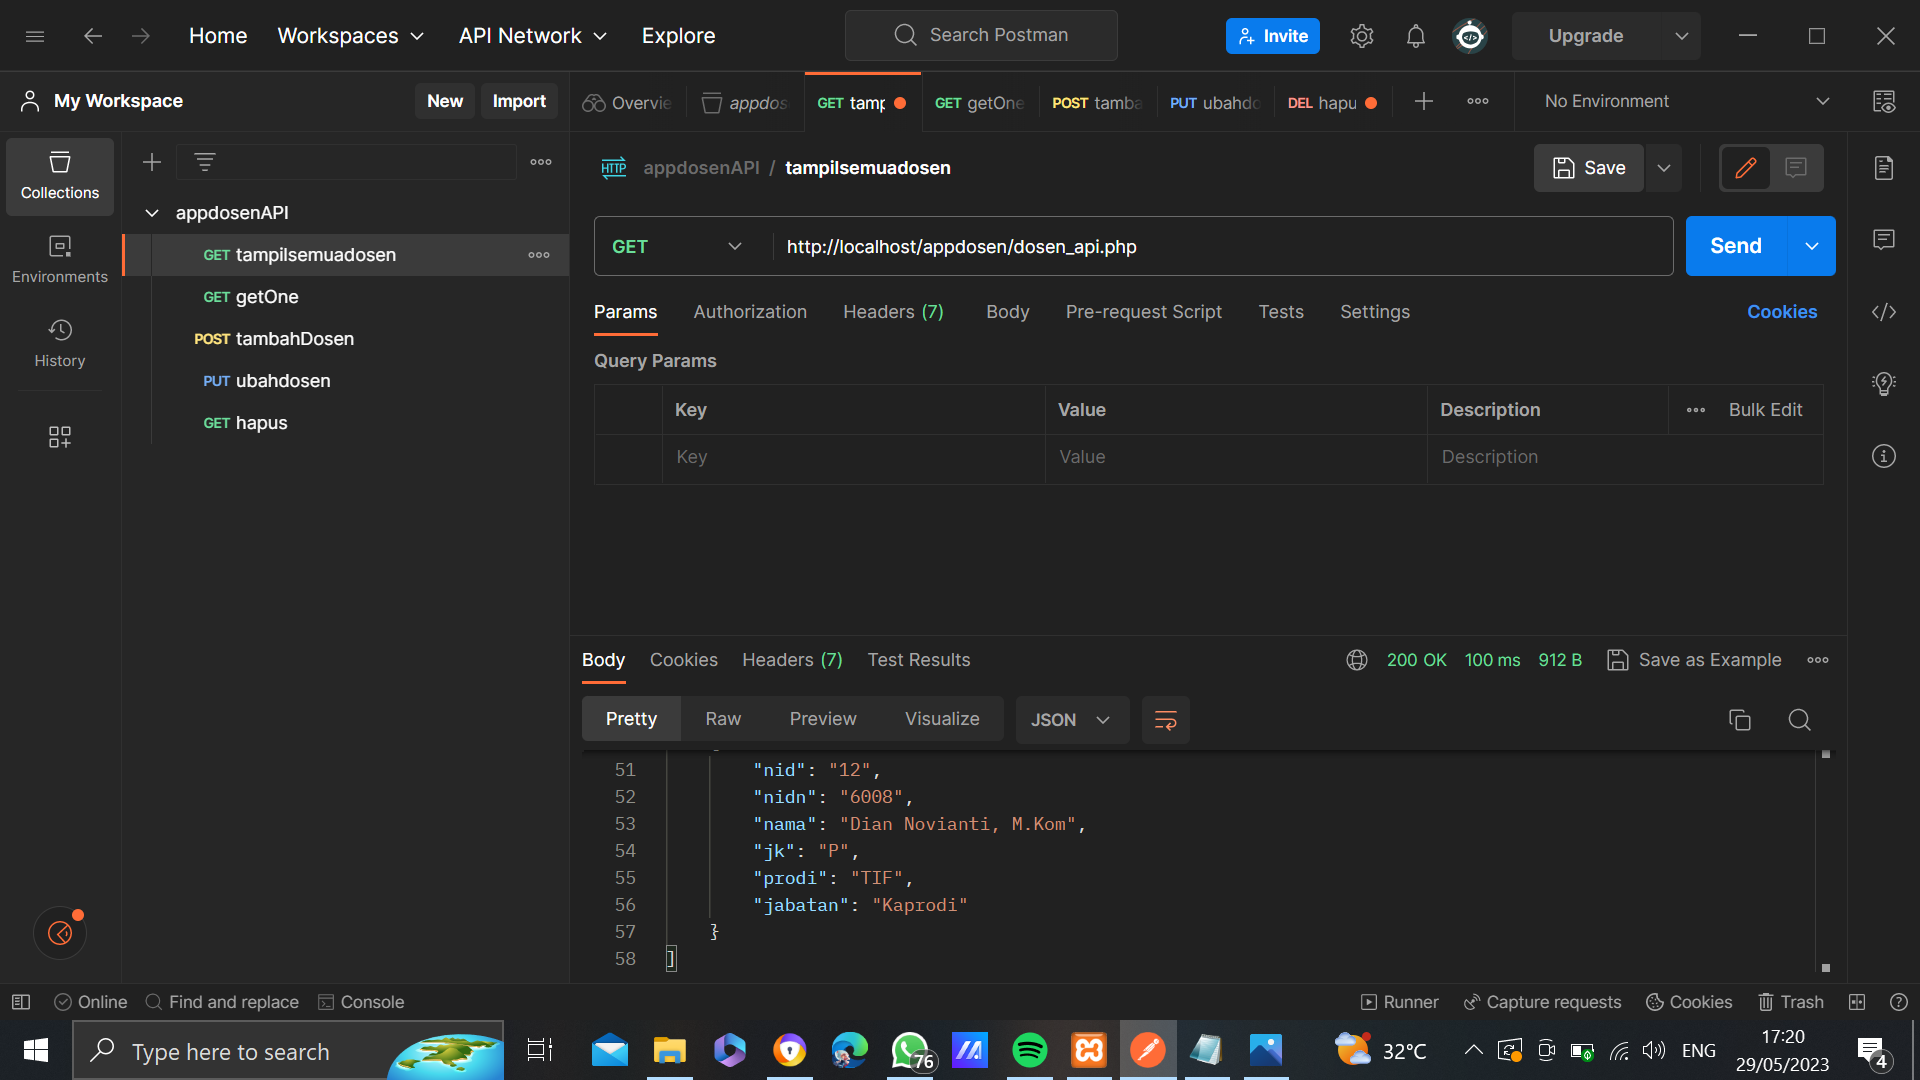 Home
Workspaces
API Network
Explore
Search Postman
Invite
Upgrade
My Workspace
New
Import
Overvie
appdos
GET tamp
GET getOne
POST tamba
PUT ubahdo
DEL hapu
No Environment
Collections
Environments
History
appdosenAPI
GET tampilsemuadosen
GET getOne
POST tambahDosen
PUT ubahdosen
GET hapus
HTTP
appdosenAPI / tampilsemuadosen
Save
GET
http://localhost/appdosen/dosen_api.php
Send
Params
Authorization
Headers (7)
Body
Pre-request Script
Tests
Settings
Cookies
Query Params
Key
Value
Description
Bulk Edit
Key
Value
Description
Body
Cookies
Headers (7)
Test Results
200 OK
100 ms
912 B
Save as Example
Pretty
Raw
Preview
Visualize
JSON
51 "nid": "12",
52 "nidn": "6008",
53 "nama": "Dian Novianti, M.Kom",
54 "jk": "P",
55 "prodi": "TIF",
56 "jabatan": "Kaprodi"
57 }
58 ]
Online
Find and replace
Console
Runner
Capture requests
Cookies
Trash
Type here to search
76
32°C
ENG
17:20
29/05/2023
4